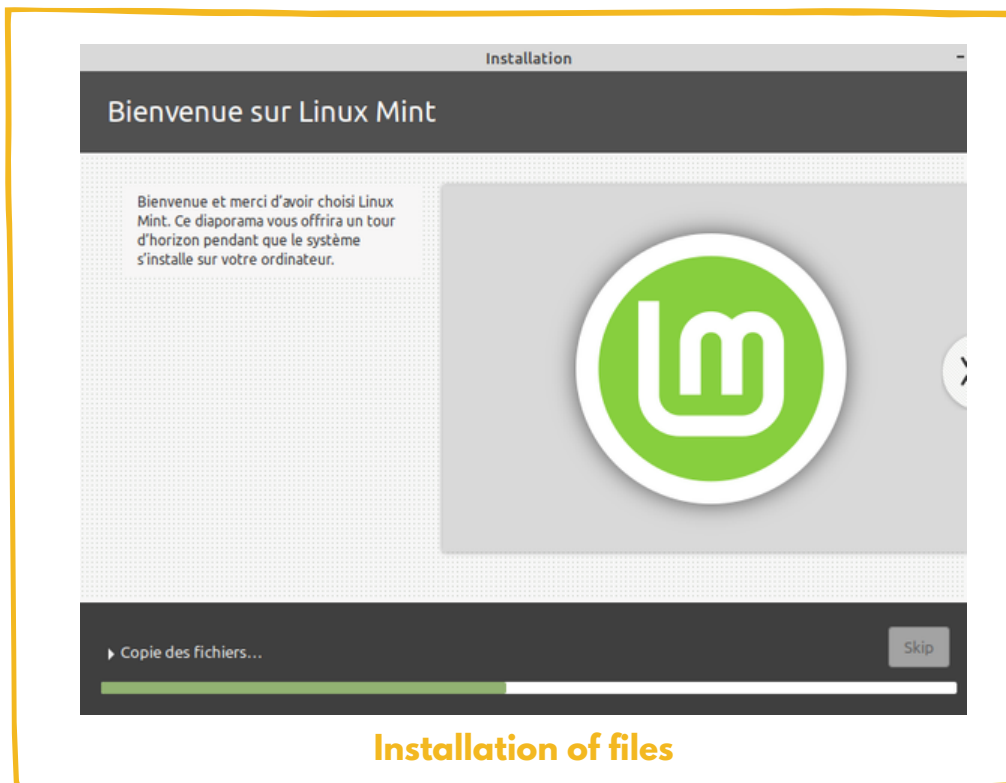 Installation
Bienvenue sur Linux Mint
Bienvenue et merci d'avoir choisi Linux
Mint. Ce diaporama vous offrira un tour
d'horizon pendant que le système
s'installe sur votre ordinateur.
lm
Copie des fichiers...
Skip
Installation of files